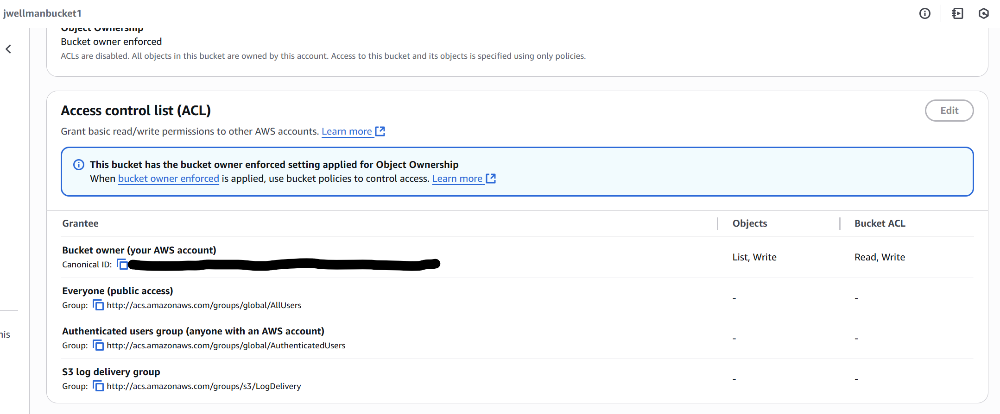 jwellmanbucket1
Object Ownership
Bucket owner enforced
ACLs are disabled. All objects in this bucket are owned by this account. Access to this bucket and its objects is specified using only policies.
Access control list (ACL)
Edit
Grant basic read/write permissions to other AWS accounts. Learn more
This bucket has the bucket owner enforced setting applied for Object Ownership
When bucket owner enforced is applied, use bucket policies to control access. Learn more
Grantee Objects Bucket ACL
Bucket owner (your AWS account)
Canonical ID:
List, Write Read, Write
Everyone (public access)
Group: http://acs.amazonaws.com/groups/global/AllUsers
- -
Authenticated users group (anyone with an AWS account)
Group: http://acs.amazonaws.com/groups/global/AuthenticatedUsers
- -
S3 log delivery group
Group: http://acs.amazonaws.com/groups/s3/LogDelivery
- -